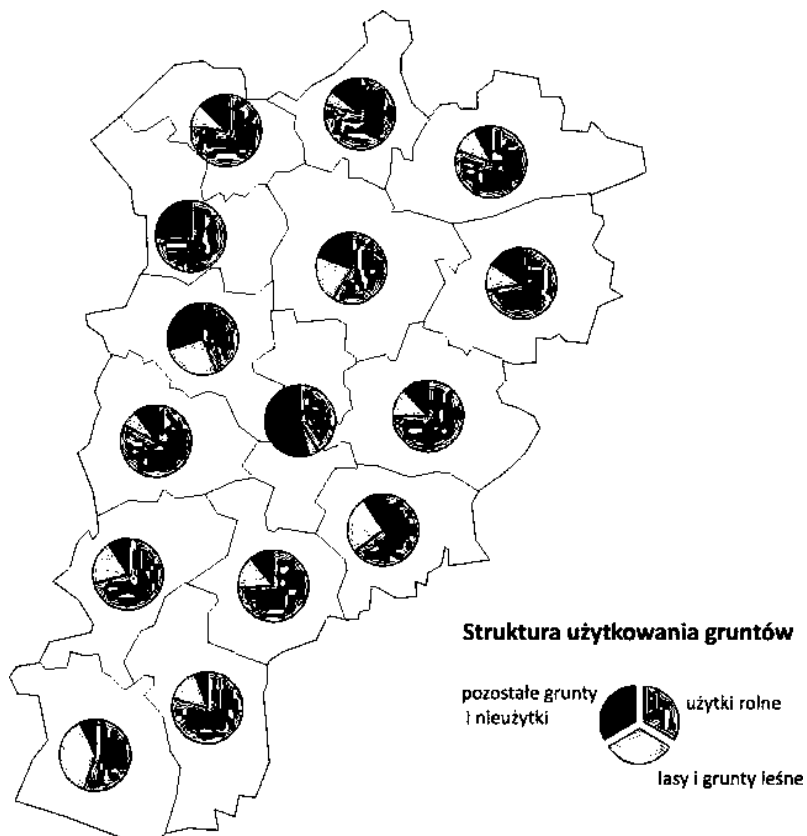 Struktura użytkowania gruntów
pozostałe grunty
i nieużytki
użytki rolne
lasy i grunty leśne